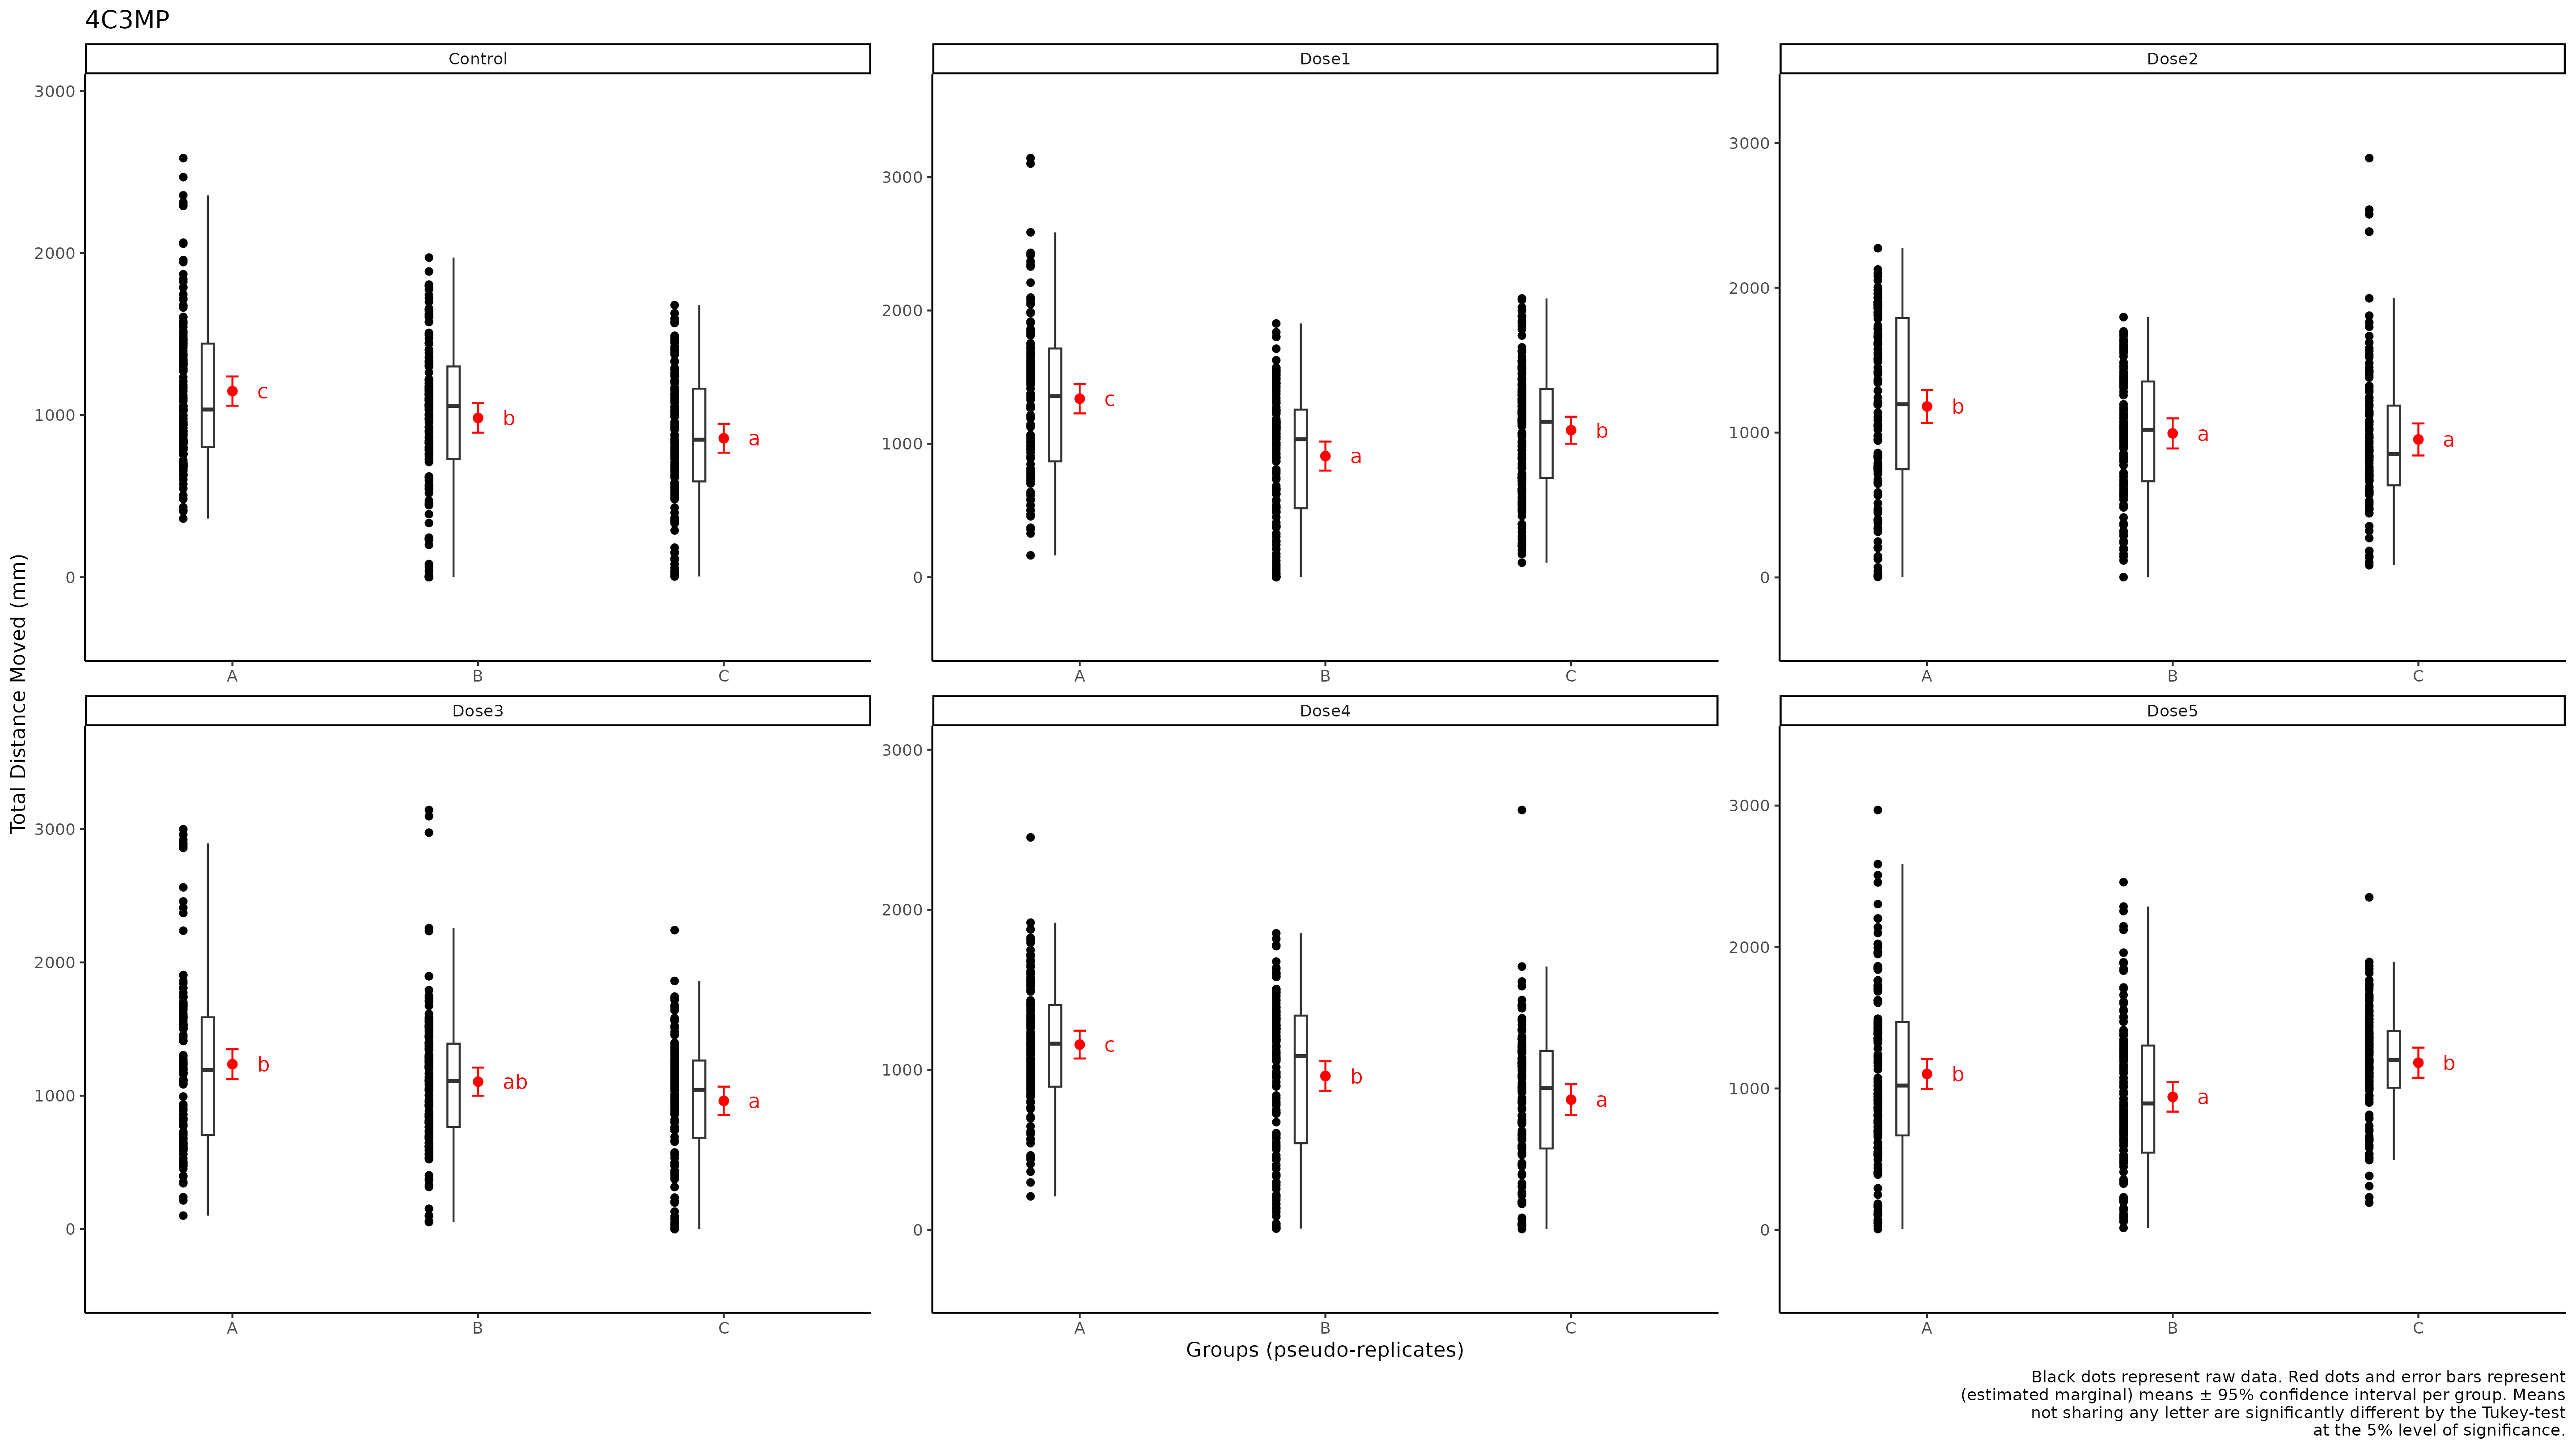 4C3MP
Control
Dose1
Dose2
Total Distance Moved (mm)
3000
2000
1000
0
c
b
a
A
B
C
3000
2000
1000
0
c
a
b
A
B
C
3000
2000
1000
0
b
a
a
A
B
C
Dose3
Dose4
Dose5
3000
2000
1000
0
b
ab
a
A
B
C
3000
2000
1000
0
c
b
a
A
B
C
3000
2000
1000
0
b
a
b
A
B
C
Groups (pseudo-replicates)
Black dots represent raw data. Red dots and error bars represent
(estimated marginal) means ± 95% confidence interval per group. Means
not sharing any letter are significantly different by the Tukey-test
at the 5% level of significance.